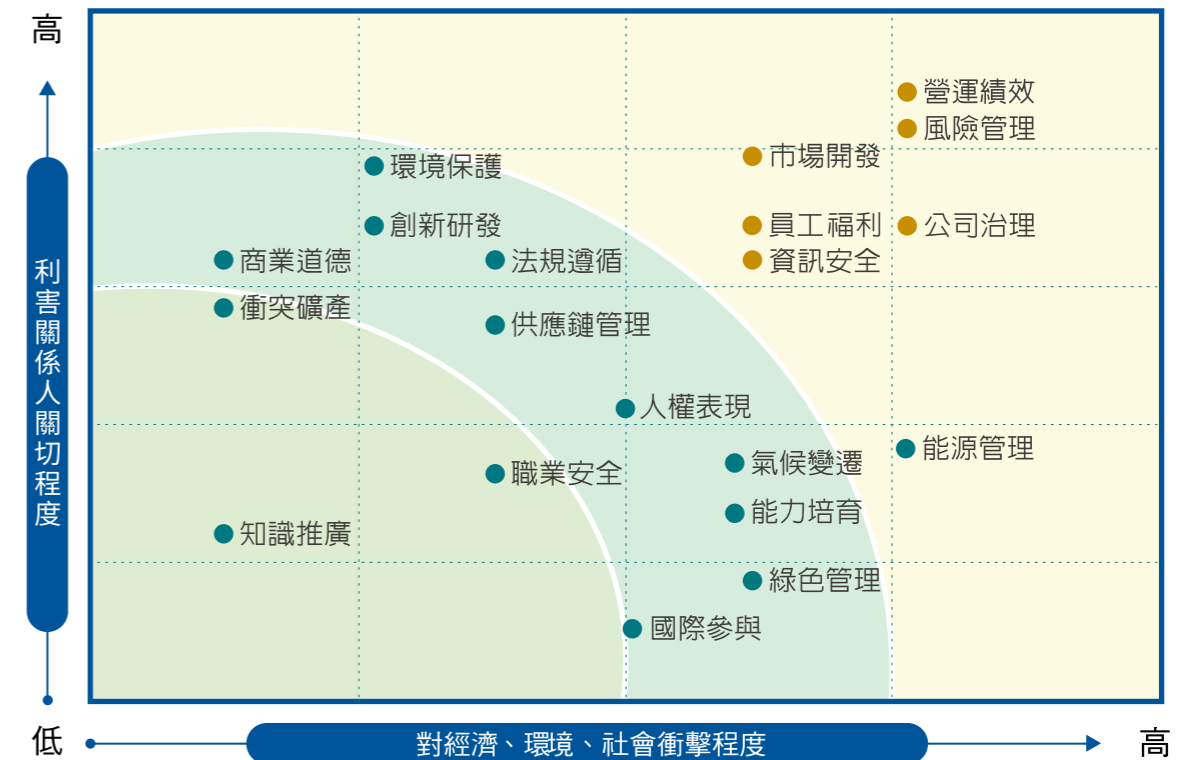 高
營運績效
風險管理
市場開發
環境保護
創新研發
員工福利
公司治理
商業道德
法規遵循
資訊安全
衝突礦產
供應鏈管理
人權表現
能源管理
氣候變遷
職業安全
能力培育
知識推廣
綠色管理
國際參與
利害關係人關切程度
低
對經濟、環境、社會衝擊程度
高